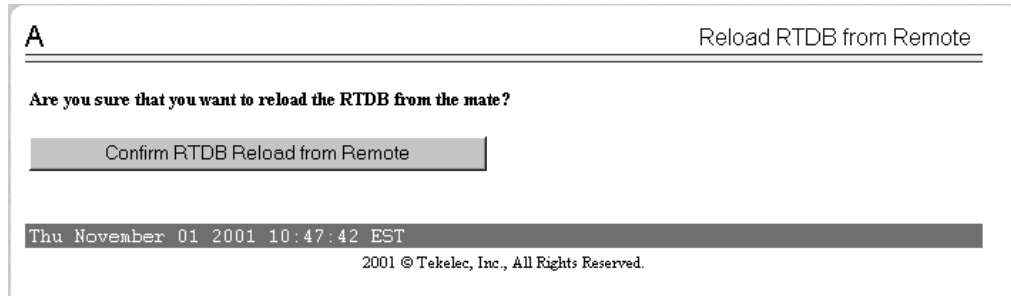 A Reload RTDB from Remote
Are you sure that you want to reload the RTDB from the mate?
Confirm RTDB Reload from Remote
Thu November 01 2001 10:47:42 EST
2001 © Tekelec, Inc., All Rights Reserved.